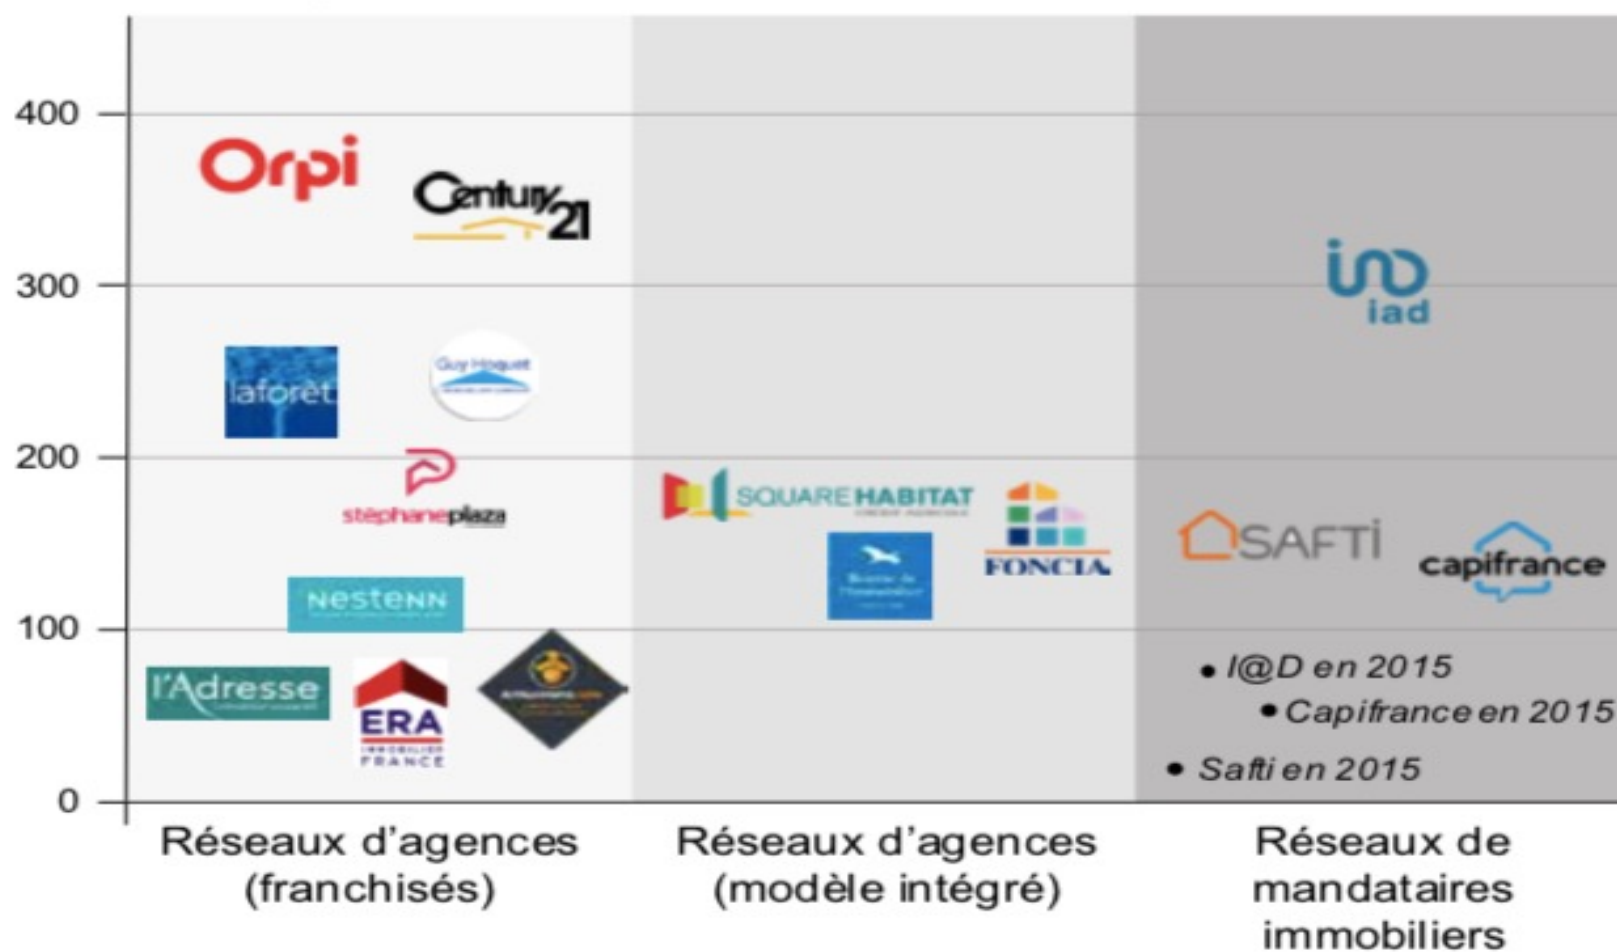 400
Orpi
Century 21
300
iad
laforêt
Guy Hoquet
200
stéphaneplaza
SQUARE HABITAT
CRÉDIT AGRICOLE
FONCIA
SAFTI
capifrance
Nestenn
100
l'Adresse
ERA
IMMOBILIER
FRANCE
I@D en 2015
Capifrance en 2015
Safti en 2015
0
Réseaux d'agences
(franchisés)
Réseaux d'agences
(modèle intégré)
Réseaux de
mandataires
immobiliers